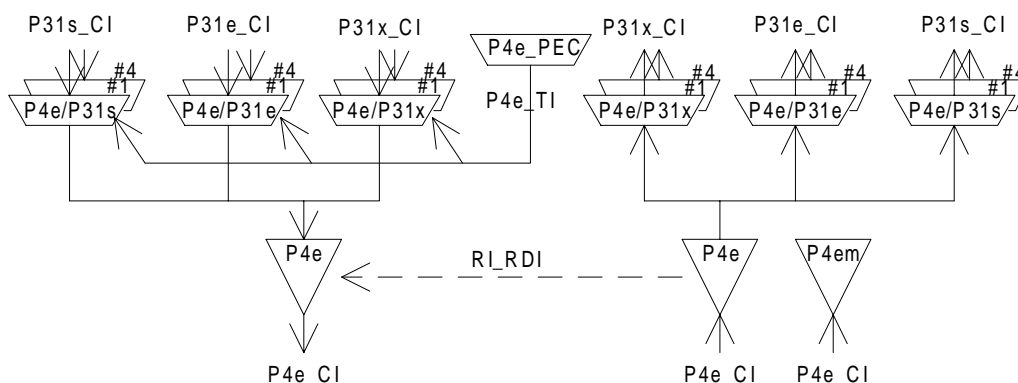 P31s_CI P31e_CI P31x_CI P31x_CI P31e_CI P31s_CI
P4e_PEC
#4 #4 #4 #4 #4 #4
#1 #1 #1 #1 #1 #1
P4e/P31s P4e/P31e P4e/P31x P4e_TI P4e/P31x P4e/P31e P4e/P31s
P4e RI_RDI P4e P4em
P4e_CI P4e_CI P4e_CI